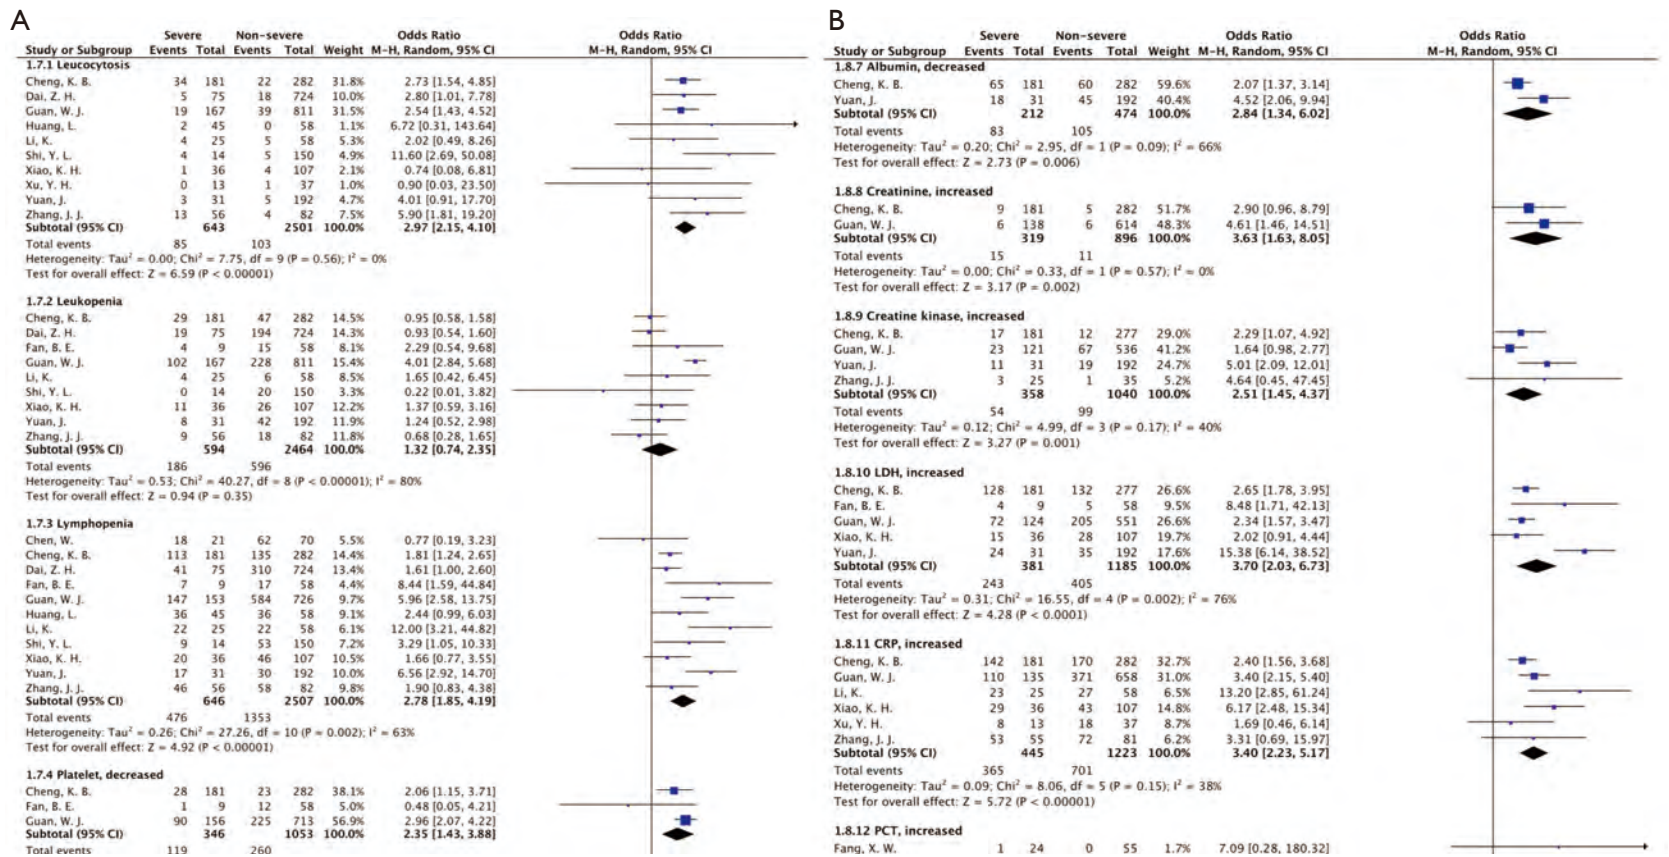 A
Severe Non-severe Odds Ratio Odds Ratio
Study or Subgroup Events Total Events Total Weight M-H, Random, 95% CI M-H, Random, 95% CI
1.7.1 Leucocytosis
Cheng, K. B. 34 181 22 282 31.8% 2.73 [1.54, 4.85]
Dai, Z. H. 5 75 18 724 10.0% 2.80 [1.01, 7.78]
Guan, W. J. 19 167 39 811 31.5% 2.54 [1.43, 4.52]
Huang, L. 2 45 0 58 1.1% 6.72 [0.31, 143.64]
Li, K. 4 25 5 58 4.9% 2.02 [0.49, 8.26]
Shi, Y. L. 4 14 5 150 4.9% 11.60 [2.69, 50.08]
Xiao, K. H. 1 36 4 107 2.1% 0.74 [0.08, 6.81]
Xu, Y. H. 0 13 1 37 1.0% 0.90 [0.03, 23.50]
Yuan, J. 3 31 5 192 4.7% 4.01 [0.91, 17.70]
Zhang, J. J. 13 56 4 82 7.5% 5.90 [1.81, 19.20]
Subtotal (95% CI) 643 2501 100.0% 2.97 [2.15, 4.10]
Total events 85 103
Heterogeneity: Tau² = 0.00; Chi² = 7.75, df = 9 (P = 0.56); I² = 0%
Test for overall effect: Z = 6.59 (P < 0.00001)
1.7.2 Leukopenia
Cheng, K. B. 29 181 47 282 14.5% 0.95 [0.58, 1.58]
Dai, Z. H. 19 75 194 724 14.3% 0.93 [0.54, 1.60]
Fan, B. E. 4 9 15 58 8.1% 2.29 [0.54, 9.68]
Guan, W. J. 102 167 228 811 15.4% 4.01 [2.84, 5.68]
Li, K. 4 25 6 58 8.5% 1.65 [0.42, 6.45]
Shi, Y. L. 0 14 20 150 3.4% 0.22 [0.01, 3.82]
Xiao, K. H. 11 36 26 107 12.2% 1.37 [0.59, 3.16]
Yuan, J. 8 31 42 192 11.9% 1.24 [0.52, 2.98]
Zhang, J. J. 9 56 18 82 11.8% 0.68 [0.28, 1.65]
Subtotal (95% CI) 594 2464 100.0% 1.32 [0.74, 2.35]
Total events 186 596
Heterogeneity: Tau² = 0.53; Chi² = 40.27, df = 8 (P < 0.00001); I² = 80%
Test for overall effect: Z = 0.94 (P = 0.35)
1.7.3 Lymphopenia
Chen, W. 18 21 62 70 5.5% 0.77 [0.19, 3.23]
Cheng, K. B. 113 181 135 282 14.4% 1.81 [1.24, 2.65]
Dai, Z. H. 41 75 310 724 13.4% 1.61 [1.00, 2.60]
Fan, B. E. 7 9 17 58 4.4% 8.44 [1.59, 44.84]
Guan, W. J. 147 153 584 726 9.7% 5.96 [2.58, 13.75]
Huang, L. 36 45 36 58 9.1% 2.44 [0.99, 6.03]
Li, K. 22 25 22 58 6.1% 12.00 [3.21, 44.82]
Shi, Y. L. 9 14 53 150 7.2% 3.29 [1.05, 10.33]
Xiao, K. H. 20 36 46 107 10.5% 1.66 [0.77, 3.55]
Yuan, J. 17 31 30 192 10.0% 6.56 [2.92, 14.70]
Zhang, J. J. 46 56 58 82 9.8% 1.90 [0.83, 4.38]
Subtotal (95% CI) 646 2507 100.0% 2.78 [1.85, 4.19]
Total events 476 1353
Heterogeneity: Tau² = 0.26; Chi² = 27.26, df = 10 (P = 0.002); I² = 63%
Test for overall effect: Z = 4.92 (P < 0.00001)
1.7.4 Platelet, decreased
Cheng, K. B. 28 181 23 282 38.1% 2.06 [1.15, 3.71]
Fan, B. E. 1 9 12 58 5.0% 0.48 [0.05, 4.21]
Guan, W. J. 90 156 225 713 56.9% 2.96 [2.07, 4.22]
Subtotal (95% CI) 346 1053 100.0% 2.35 [1.43, 3.88]
Total events 119 260
B
Severe Non-severe Odds Ratio Odds Ratio
Study or Subgroup Events Total Events Total Weight M-H, Random, 95% CI M-H, Random, 95% CI
1.8.7 Albumin, decreased
Cheng, K. B. 65 181 60 282 59.6% 2.07 [1.37, 3.14]
Yuan, J. 18 31 45 192 40.4% 4.52 [2.06, 9.94]
Subtotal (95% CI) 212 474 100.0% 2.84 [1.34, 6.02]
Total events 83 105
Heterogeneity: Tau² = 0.20; Chi² = 2.95, df = 1 (P = 0.09); I² = 66%
Test for overall effect: Z = 2.73 (P = 0.006)
1.8.8 Creatinine, increased
Cheng, K. B. 9 181 5 282 51.7% 2.90 [0.96, 8.79]
Guan, W. J. 6 138 6 614 48.3% 4.61 [1.46, 14.51]
Subtotal (95% CI) 319 896 100.0% 3.63 [1.63, 8.05]
Total events 15 11
Heterogeneity: Tau² = 0.00; Chi² = 0.33, df = 1 (P = 0.57); I² = 0%
Test for overall effect: Z = 3.17 (P = 0.002)
1.8.9 Creatine kinase, increased
Cheng, K. B. 17 181 12 277 29.0% 2.29 [1.07, 4.92]
Guan, W. J. 23 121 67 536 41.2% 1.64 [0.98, 2.77]
Yuan, J. 11 31 19 192 24.7% 5.01 [2.09, 12.01]
Zhang, J. J. 3 25 1 35 5.2% 4.64 [0.45, 47.45]
Subtotal (95% CI) 358 1040 100.0% 2.51 [1.45, 4.37]
Total events 54 99
Heterogeneity: Tau² = 0.12; Chi² = 4.99, df = 3 (P = 0.17); I² = 40%
Test for overall effect: Z = 3.27 (P = 0.001)
1.8.10 LDH, increased
Cheng, K. B. 128 181 132 277 26.6% 2.65 [1.78, 3.95]
Fan, B. E. 4 9 5 58 9.5% 8.48 [1.71, 42.13]
Guan, W. J. 72 124 205 551 26.6% 2.34 [1.57, 3.47]
Xiao, K. H. 15 36 28 107 19.7% 2.02 [0.91, 4.44]
Yuan, J. 24 31 35 192 17.6% 15.38 [6.14, 38.52]
Subtotal (95% CI) 381 1185 100.0% 3.70 [2.03, 6.73]
Total events 243 405
Heterogeneity: Tau² = 0.31; Chi² = 16.55, df = 4 (P = 0.002); I² = 76%
Test for overall effect: Z = 4.28 (P < 0.0001)
1.8.11 CRP, increased
Cheng, K. B. 142 181 170 282 32.7% 2.40 [1.56, 3.68]
Guan, W. J. 110 135 371 658 31.0% 3.40 [2.15, 5.40]
Li, K. 23 25 27 58 6.5% 13.20 [2.85, 61.24]
Xiao, K. H. 29 36 43 107 14.8% 6.17 [2.48, 15.34]
Xu, Y. H. 8 13 18 37 8.7% 1.69 [0.46, 6.14]
Zhang, J. J. 53 55 72 81 6.2% 3.31 [0.69, 15.97]
Subtotal (95% CI) 445 1223 100.0% 3.40 [2.23, 5.17]
Total events 365 701
Heterogeneity: Tau² = 0.09; Chi² = 8.06, df = 5 (P = 0.15); I² = 38%
Test for overall effect: Z = 5.72 (P < 0.00001)
1.8.12 PCT, increased
Fang, X. W. 1 24 0 55 1.7% 7.09 [0.28, 180.32]